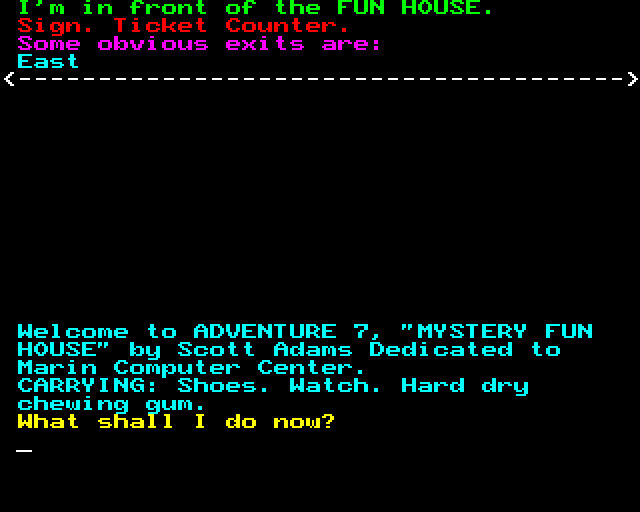 I'm in front of the FUN HOUSE.
Sign. Ticket Counter.
Some obvious exits are:
East
<-------------------------------------->
Welcome to ADVENTURE 7, "MYSTERY FUN
HOUSE" by Scott Adams Dedicated to
Marin Computer Center.
CARRYING: Shoes. Watch. Hard dry
chewing gum.
What shall I do now?
_